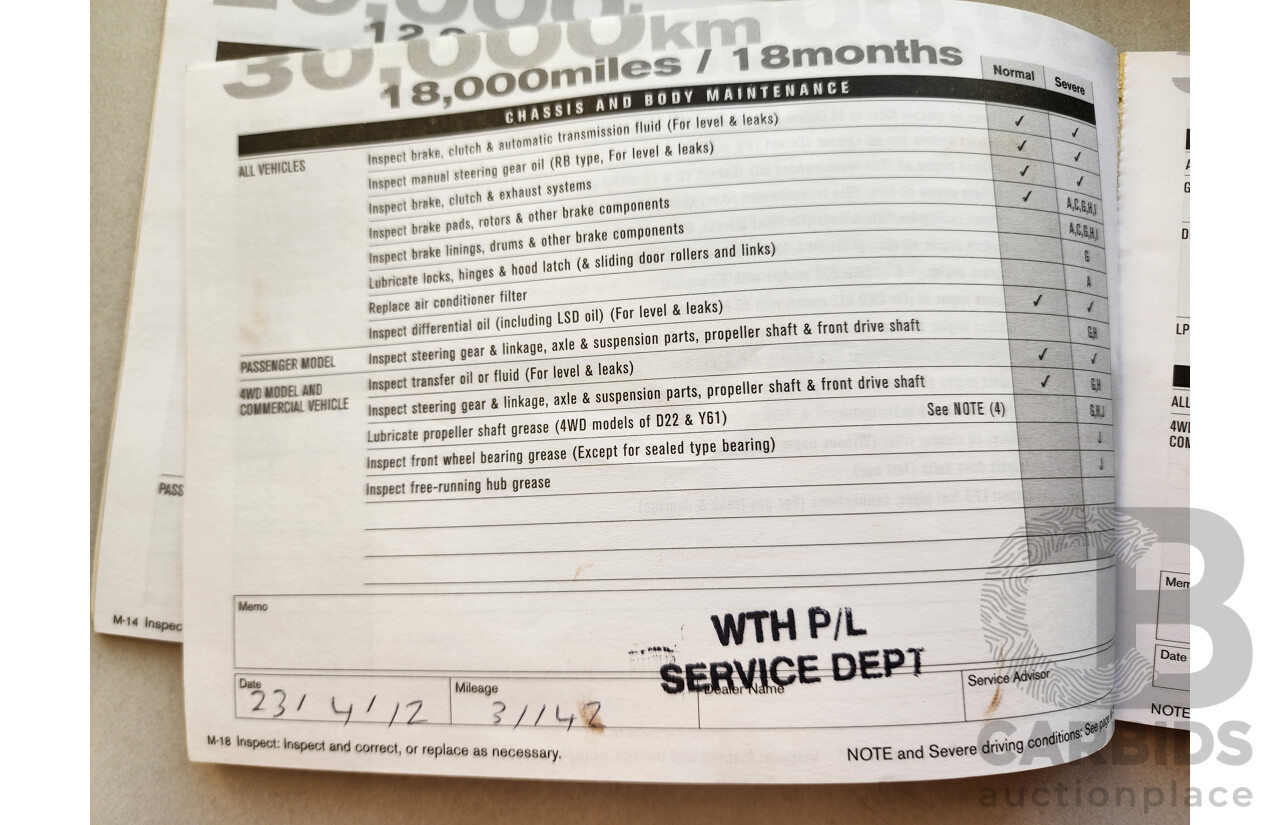 30,000km
18,000miles / 18months
Normal
Severe
CHASSIS AND BODY MAINTENANCE
ALL VEHICLES
Inspect brake, clutch & automatic transmission fluid (For level & leaks) ✓ ✓
Inspect manual steering gear oil (RB type, For level & leaks) ✓ ✓
Inspect brake, clutch & exhaust systems ✓ ✓
Inspect brake pads, rotors & other brake components ✓ A,C,G,H,I
Inspect brake linings, drums & other brake components A,C,G,H,I
Lubricate locks, hinges & hood latch (& sliding door rollers and links) G
Replace air conditioner filter A
Inspect differential oil (including LSD oil) (For level & leaks) ✓ ✓
PASSENGER MODEL
Inspect steering gear & linkage, axle & suspension parts, propeller shaft & front drive shaft G,H
4WD MODEL AND
COMMERCIAL VEHICLE
Inspect transfer oil or fluid (For level & leaks) ✓ ✓
Inspect steering gear & linkage, axle & suspension parts, propeller shaft & front drive shaft ✓ G,H
Lubricate propeller shaft grease (4WD models of D22 & Y61) See NOTE (4) G,H,J
Inspect front wheel bearing grease (Except for sealed type bearing) J
Inspect free-running hub grease J
PASS
M-14 Inspec
Memo
WTH P/L
SERVICE DEPT
Date
23/4/12
Mileage
31142
Dealer Name
Service Advisor
M-18 Inspect: Inspect and correct, or replace as necessary.
NOTE and Severe driving conditions: See page
LP
ALL
4WD
COM
Mem
Date
NOTE
CARBIDS
auctionplace